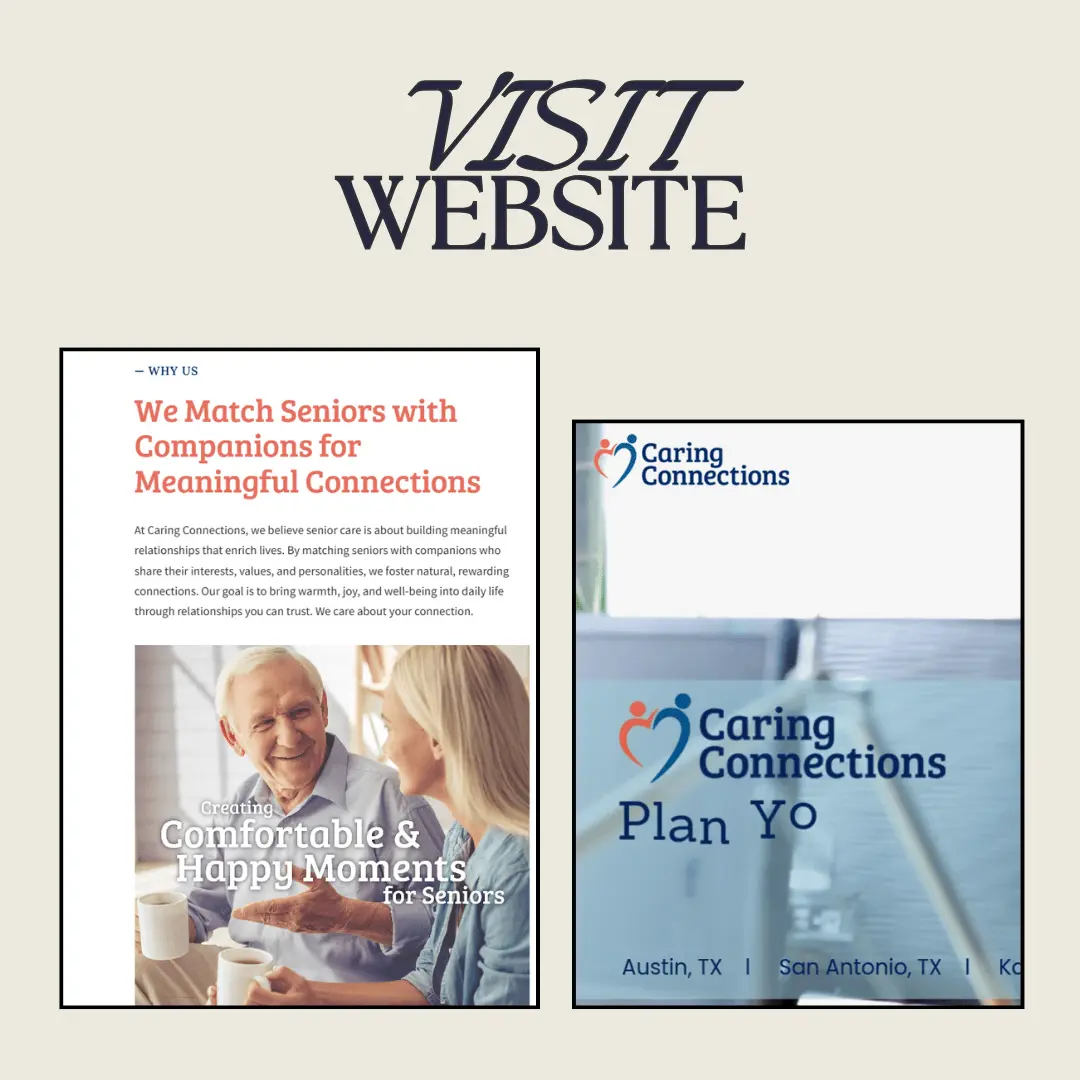 VISIT
WEBSITE
— WHY US
We Match Seniors with
Companions for
Meaningful Connections
At Caring Connections, we believe senior care is about building meaningful
relationships that enrich lives. By matching seniors with companions who
share their interests, values, and personalities, we foster natural, rewarding
connections. Our goal is to bring warmth, joy, and well-being into daily life
through relationships you can trust. We care about your connection.
Creating
Comfortable &
Happy Moments
for Seniors
Caring
Connections
Caring
Connections
Plan Yo
Austin, TX | San Antonio, TX |